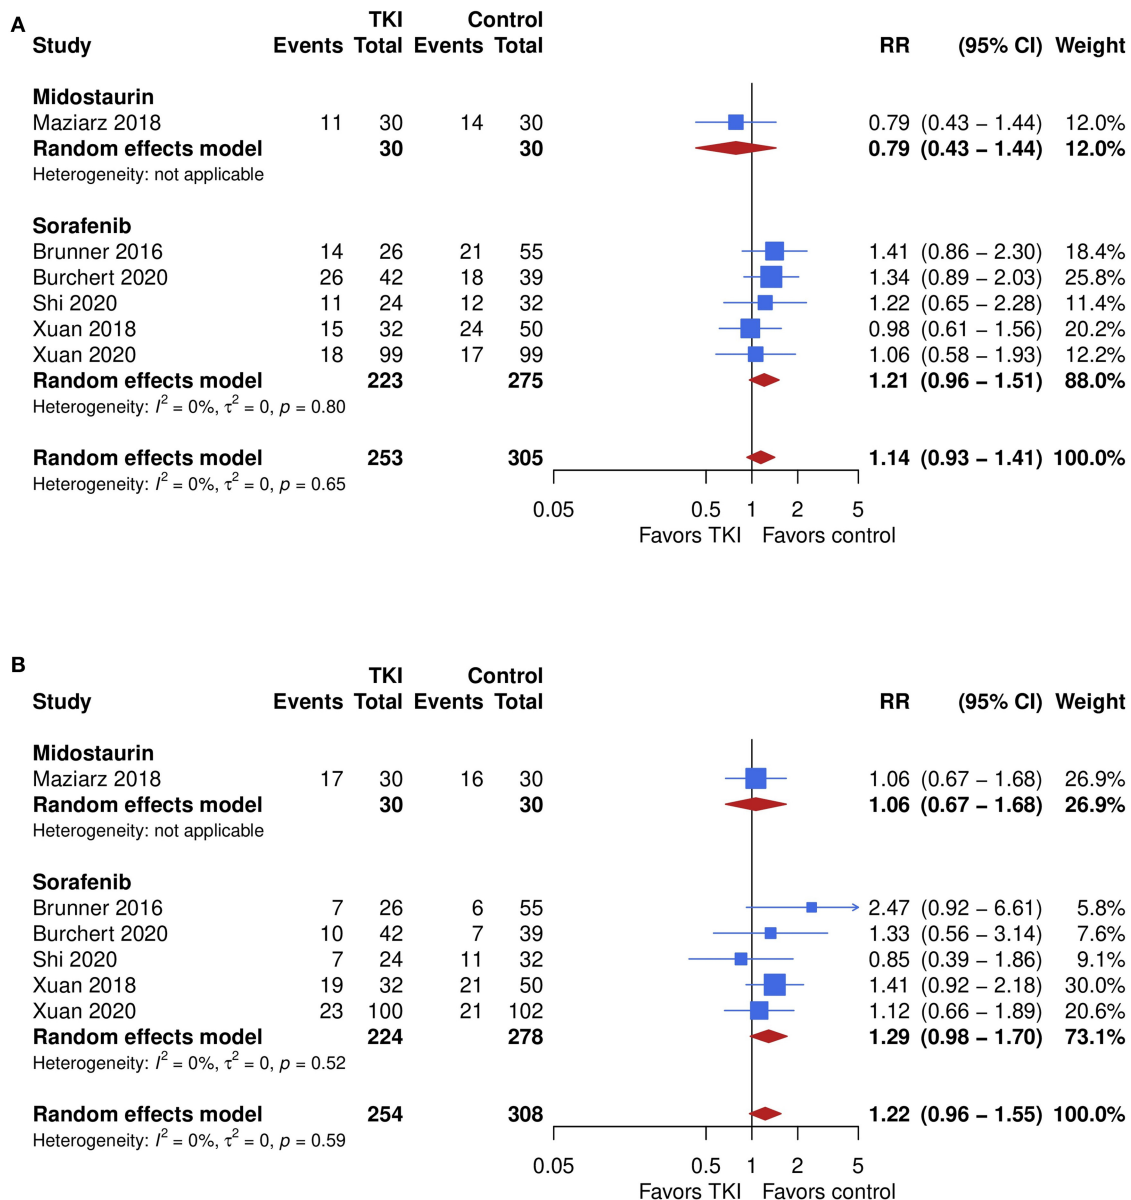 A
TKI Control
Study Events Total Events Total RR (95% CI) Weight
Midostaurin
Maziarz 2018 11 30 14 30 0.79 (0.43 − 1.44) 12.0%
Random effects model 30 30 0.79 (0.43 − 1.44) 12.0%
Heterogeneity: not applicable
Sorafenib
Brunner 2016 14 26 21 55 1.41 (0.86 − 2.30) 18.4%
Burchert 2020 26 42 18 39 1.34 (0.89 − 2.03) 25.8%
Shi 2020 11 24 12 32 1.22 (0.65 − 2.28) 11.4%
Xuan 2018 15 32 24 50 0.98 (0.61 − 1.56) 20.2%
Xuan 2020 18 99 17 99 1.06 (0.58 − 1.93) 12.2%
Random effects model 223 275 1.21 (0.96 − 1.51) 88.0%
Heterogeneity: I² = 0%, τ² = 0, p = 0.80
Random effects model 253 305 1.14 (0.93 − 1.41) 100.0%
Heterogeneity: I² = 0%, τ² = 0, p = 0.65
0.05 0.5 1 2 5
Favors TKI Favors control
B
TKI Control
Study Events Total Events Total RR (95% CI) Weight
Midostaurin
Maziarz 2018 17 30 16 30 1.06 (0.67 − 1.68) 26.9%
Random effects model 30 30 1.06 (0.67 − 1.68) 26.9%
Heterogeneity: not applicable
Sorafenib
Brunner 2016 7 26 6 55 2.47 (0.92 − 6.61) 5.8%
Burchert 2020 10 42 7 39 1.33 (0.56 − 3.14) 7.6%
Shi 2020 7 24 11 32 0.85 (0.39 − 1.86) 9.1%
Xuan 2018 19 32 21 50 1.41 (0.92 − 2.18) 30.0%
Xuan 2020 23 100 21 102 1.12 (0.66 − 1.89) 20.6%
Random effects model 224 278 1.29 (0.98 − 1.70) 73.1%
Heterogeneity: I² = 0%, τ² = 0, p = 0.52
Random effects model 254 308 1.22 (0.96 − 1.55) 100.0%
Heterogeneity: I² = 0%, τ² = 0, p = 0.59
0.05 0.5 1 2 5
Favors TKI Favors control